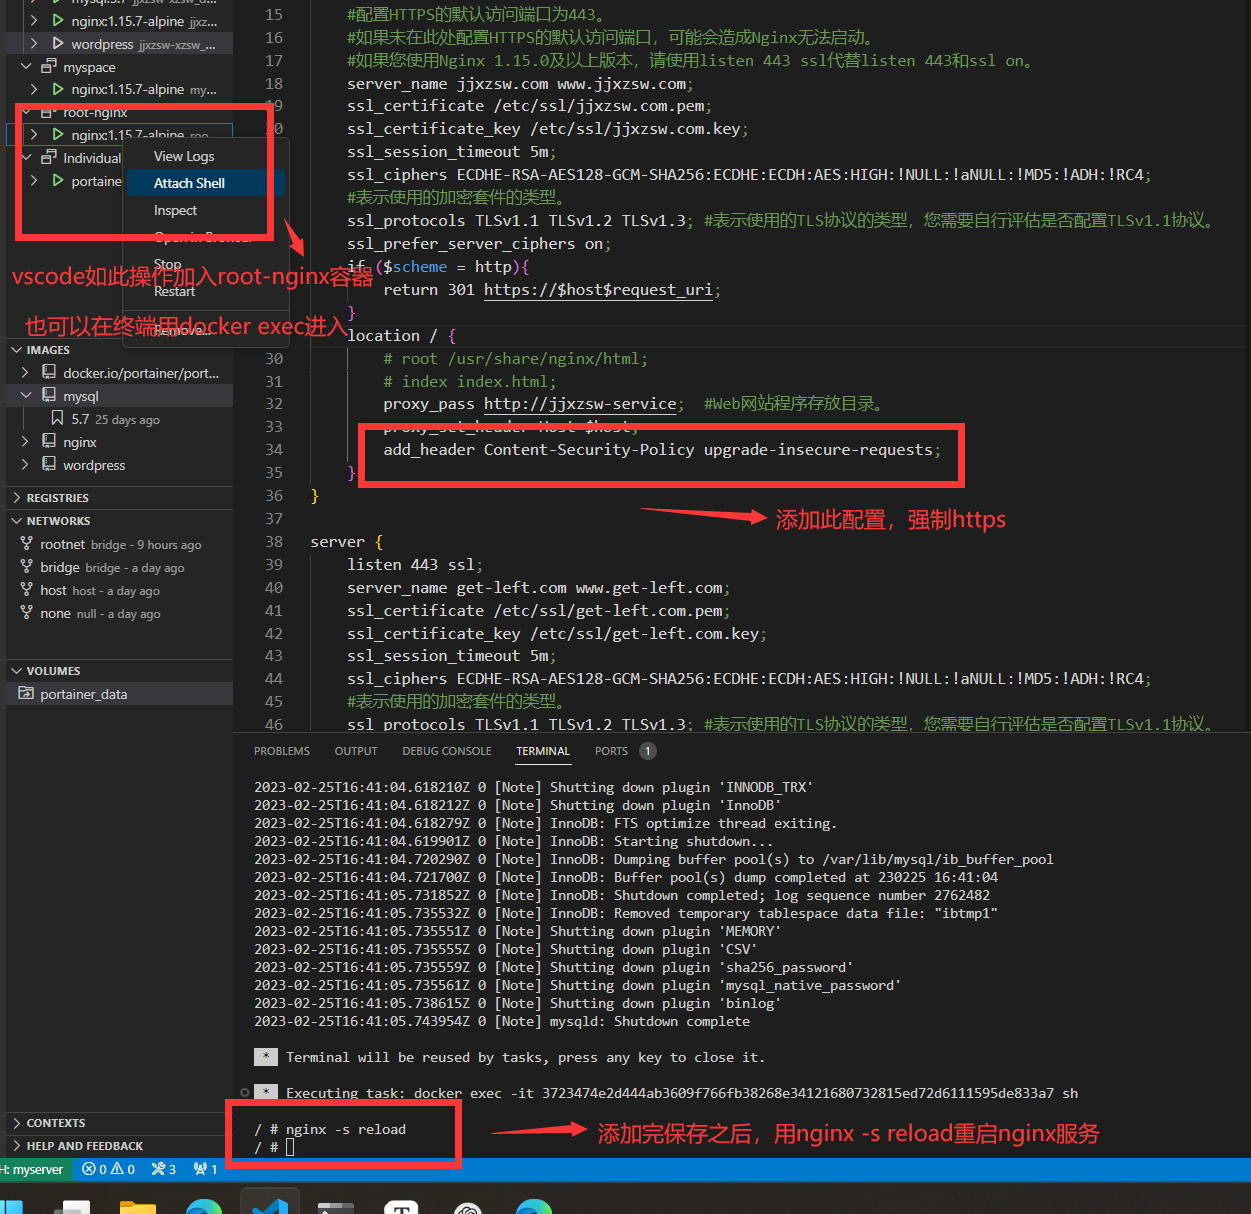 mysql:5.7 jjxzsw-xzsw_d...
nginx:1.15.7-alpine jjxz...
wordpress jjxzsw-xzsw_...
myspace
nginx:1.15.7-alpine my...
root-nginx
nginx:1.15.7-alpine roo...
Individual
portaine
View Logs
Attach Shell
Inspect
Open in Browser
Stop
Restart
Remove...
vscode如此操作加入root-nginx容器
也可以在终端用docker exec进入
IMAGES
docker.io/portainer/port...
mysql
5.7 25 days ago
nginx
wordpress
REGISTRIES
NETWORKS
rootnet bridge - 9 hours ago
bridge bridge - a day ago
host host - a day ago
none null - a day ago
VOLUMES
portainer_data
CONTEXTS
HELP AND FEEDBACK
15 #配置HTTPS的默认访问端口为443。
16 #如果未在此处配置HTTPS的默认访问端口，可能会造成Nginx无法启动。
17 #如果您使用Nginx 1.15.0及以上版本，请使用listen 443 ssl代替listen 443和ssl on。
18 server_name jjxzsw.com www.jjxzsw.com;
19 ssl_certificate /etc/ssl/jjxzsw.com.pem;
20 ssl_certificate_key /etc/ssl/jjxzsw.com.key;
ssl_session_timeout 5m;
ssl_ciphers ECDHE-RSA-AES128-GCM-SHA256:ECDHE:ECDH:AES:HIGH:!NULL:!aNULL:!MD5:!ADH:!RC4;
#表示使用的加密套件的类型。
ssl_protocols TLSv1.1 TLSv1.2 TLSv1.3; #表示使用的TLS协议的类型，您需要自行评估是否配置TLSv1.1协议。
ssl_prefer_server_ciphers on;
if ($scheme = http){
return 301 https://$host$request_uri;
}
location / {
30 # root /usr/share/nginx/html;
31 # index index.html;
32 proxy_pass http://jjxzsw-service; #Web网站程序存放目录。
33 proxy_set_header Host $host;
34 add_header Content-Security-Policy upgrade-insecure-requests;
35 }
36 }
37
添加此配置，强制https
38 server {
39 listen 443 ssl;
40 server_name get-left.com www.get-left.com;
41 ssl_certificate /etc/ssl/get-left.com.pem;
42 ssl_certificate_key /etc/ssl/get-left.com.key;
43 ssl_session_timeout 5m;
44 ssl_ciphers ECDHE-RSA-AES128-GCM-SHA256:ECDHE:ECDH:AES:HIGH:!NULL:!aNULL:!MD5:!ADH:!RC4;
45 #表示使用的加密套件的类型。
46 ssl_protocols TLSv1.1 TLSv1.2 TLSv1.3; #表示使用的TLS协议的类型，您需要自行评估是否配置TLSv1.1协议。
PROBLEMS OUTPUT DEBUG CONSOLE TERMINAL PORTS 1
2023-02-25T16:41:04.618210Z 0 [Note] Shutting down plugin 'INNODB_TRX'
2023-02-25T16:41:04.618212Z 0 [Note] Shutting down plugin 'InnoDB'
2023-02-25T16:41:04.618279Z 0 [Note] InnoDB: FTS optimize thread exiting.
2023-02-25T16:41:04.619901Z 0 [Note] InnoDB: Starting shutdown...
2023-02-25T16:41:04.720290Z 0 [Note] InnoDB: Dumping buffer pool(s) to /var/lib/mysql/ib_buffer_pool
2023-02-25T16:41:04.721700Z 0 [Note] InnoDB: Buffer pool(s) dump completed at 230225 16:41:04
2023-02-25T16:41:05.731852Z 0 [Note] InnoDB: Shutdown completed; log sequence number 2762482
2023-02-25T16:41:05.735532Z 0 [Note] InnoDB: Removed temporary tablespace data file: "ibtmp1"
2023-02-25T16:41:05.735551Z 0 [Note] Shutting down plugin 'MEMORY'
2023-02-25T16:41:05.735555Z 0 [Note] Shutting down plugin 'CSV'
2023-02-25T16:41:05.735559Z 0 [Note] Shutting down plugin 'sha256_password'
2023-02-25T16:41:05.735561Z 0 [Note] Shutting down plugin 'mysql_native_password'
2023-02-25T16:41:05.738615Z 0 [Note] Shutting down plugin 'binlog'
2023-02-25T16:41:05.743954Z 0 [Note] mysqld: Shutdown complete
* Terminal will be reused by tasks, press any key to close it.
* Executing task: docker exec -it 3723474e2d444ab3609f766fb38268e34121680732815ed72d6111595de833a7 sh
/ # nginx -s reload
/ #
添加完保存之后，用nginx -s reload重启nginx服务
H: myserver 0 0 3 1